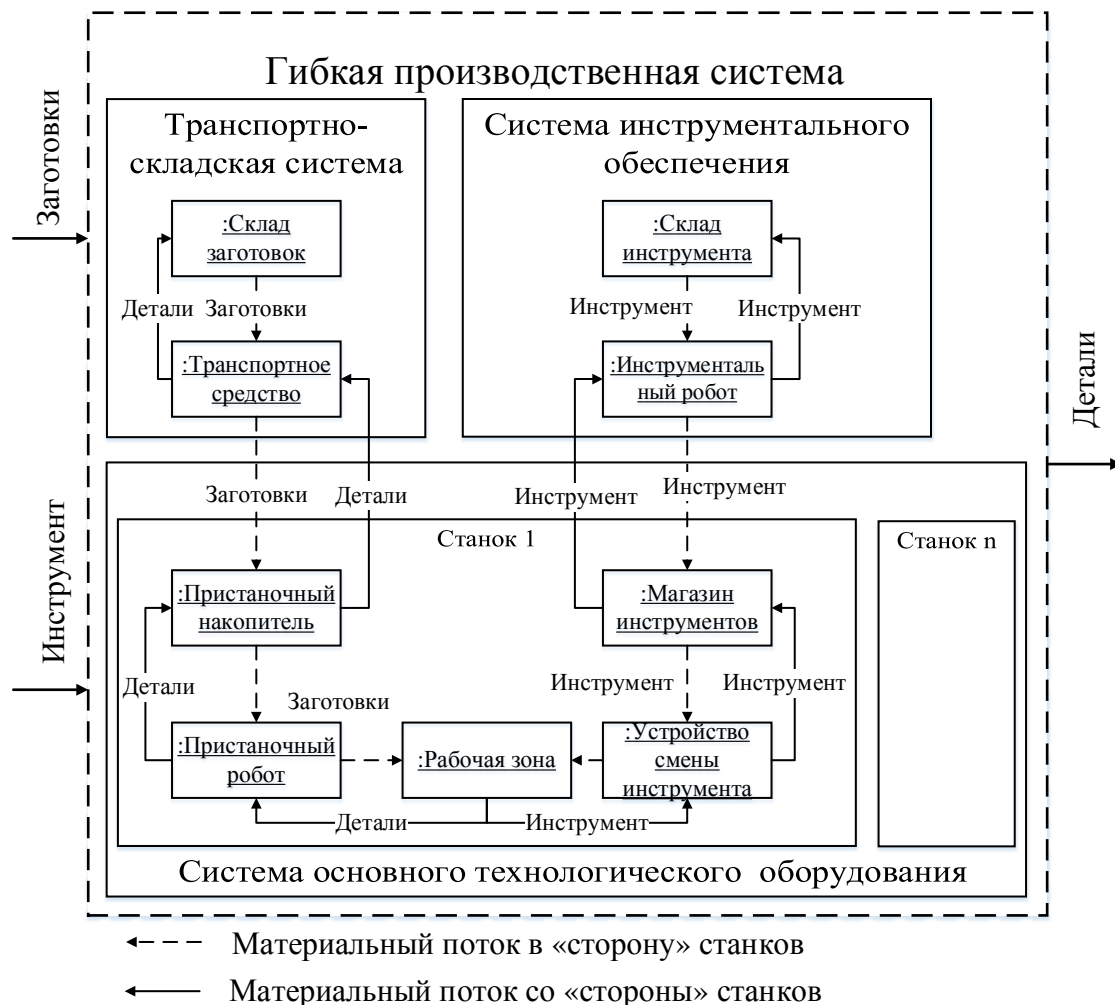 Гибкая производственная система
Заготовки
Инструмент
Детали
Транспортно-
складская система
:Склад
заготовок
Детали
Заготовки
:Транспортное
средство
Система инструментального
обеспечения
:Склад
инструмента
Инструмент
Инструмент
:Инструменталь
ный робот
Заготовки
Детали
Инструмент
Инструмент
Станок 1
Станок n
:Пристаночный
накопитель
:Магазин
инструментов
Детали
Заготовки
Инструмент
Инструмент
:Пристаночный
робот
:Рабочая зона
:Устройство
смены
инструмента
Детали
Инструмент
Система основного технологического оборудования
Материальный поток в «сторону» станков
Материальный поток со «стороны» станков